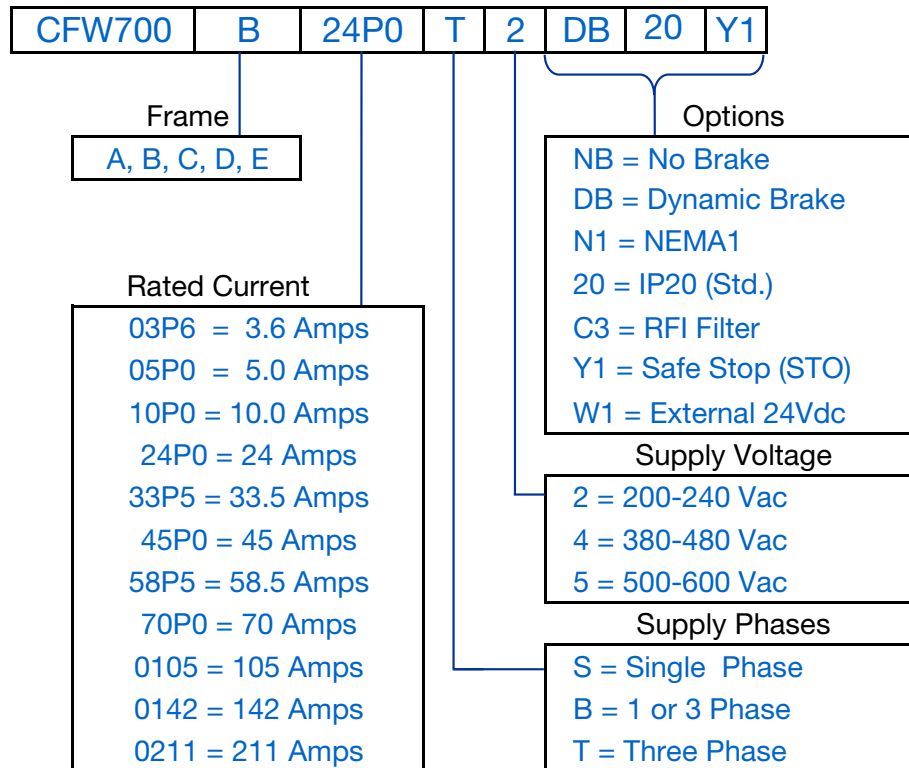 CFW700 B 24P0 T 2 DB 20 Y1
Frame
A, B, C, D, E
Rated Current
03P6 = 3.6 Amps
05P0 = 5.0 Amps
10P0 = 10.0 Amps
24P0 = 24 Amps
33P5 = 33.5 Amps
45P0 = 45 Amps
58P5 = 58.5 Amps
70P0 = 70 Amps
0105 = 105 Amps
0142 = 142 Amps
0211 = 211 Amps
Options
NB = No Brake
DB = Dynamic Brake
N1 = NEMA1
20 = IP20 (Std.)
C3 = RFI Filter
Y1 = Safe Stop (STO)
W1 = External 24Vdc
Supply Voltage
2 = 200-240 Vac
4 = 380-480 Vac
5 = 500-600 Vac
Supply Phases
S = Single Phase
B = 1 or 3 Phase
T = Three Phase